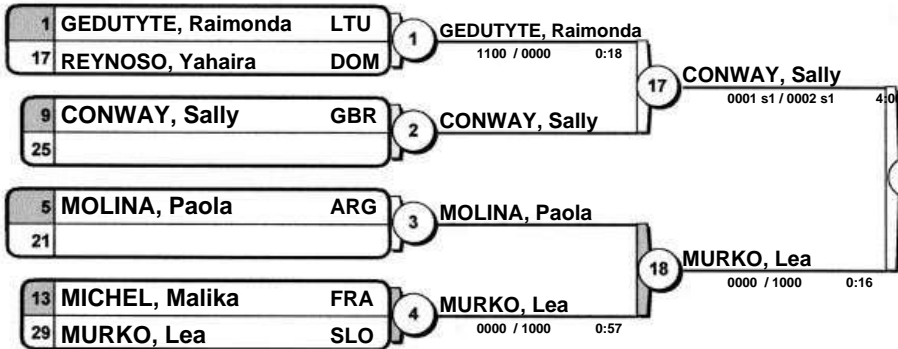 1 GEDUTYTE, Raimonda LTU
17 REYNOSO, Yahaira DOM
1
GEDUTYTE, Raimonda
1100 / 0000 0:18
9 CONWAY, Sally GBR
25
2
CONWAY, Sally
17
CONWAY, Sally
0001 s1 / 0002 s1
5 MOLINA, Paola ARG
21
3
MOLINA, Paola
13 MICHEL, Malika FRA
29 MURKO, Lea SLO
4
MURKO, Lea
0000 / 1000 0:57
18
MURKO, Lea
0000 / 1000 0:16